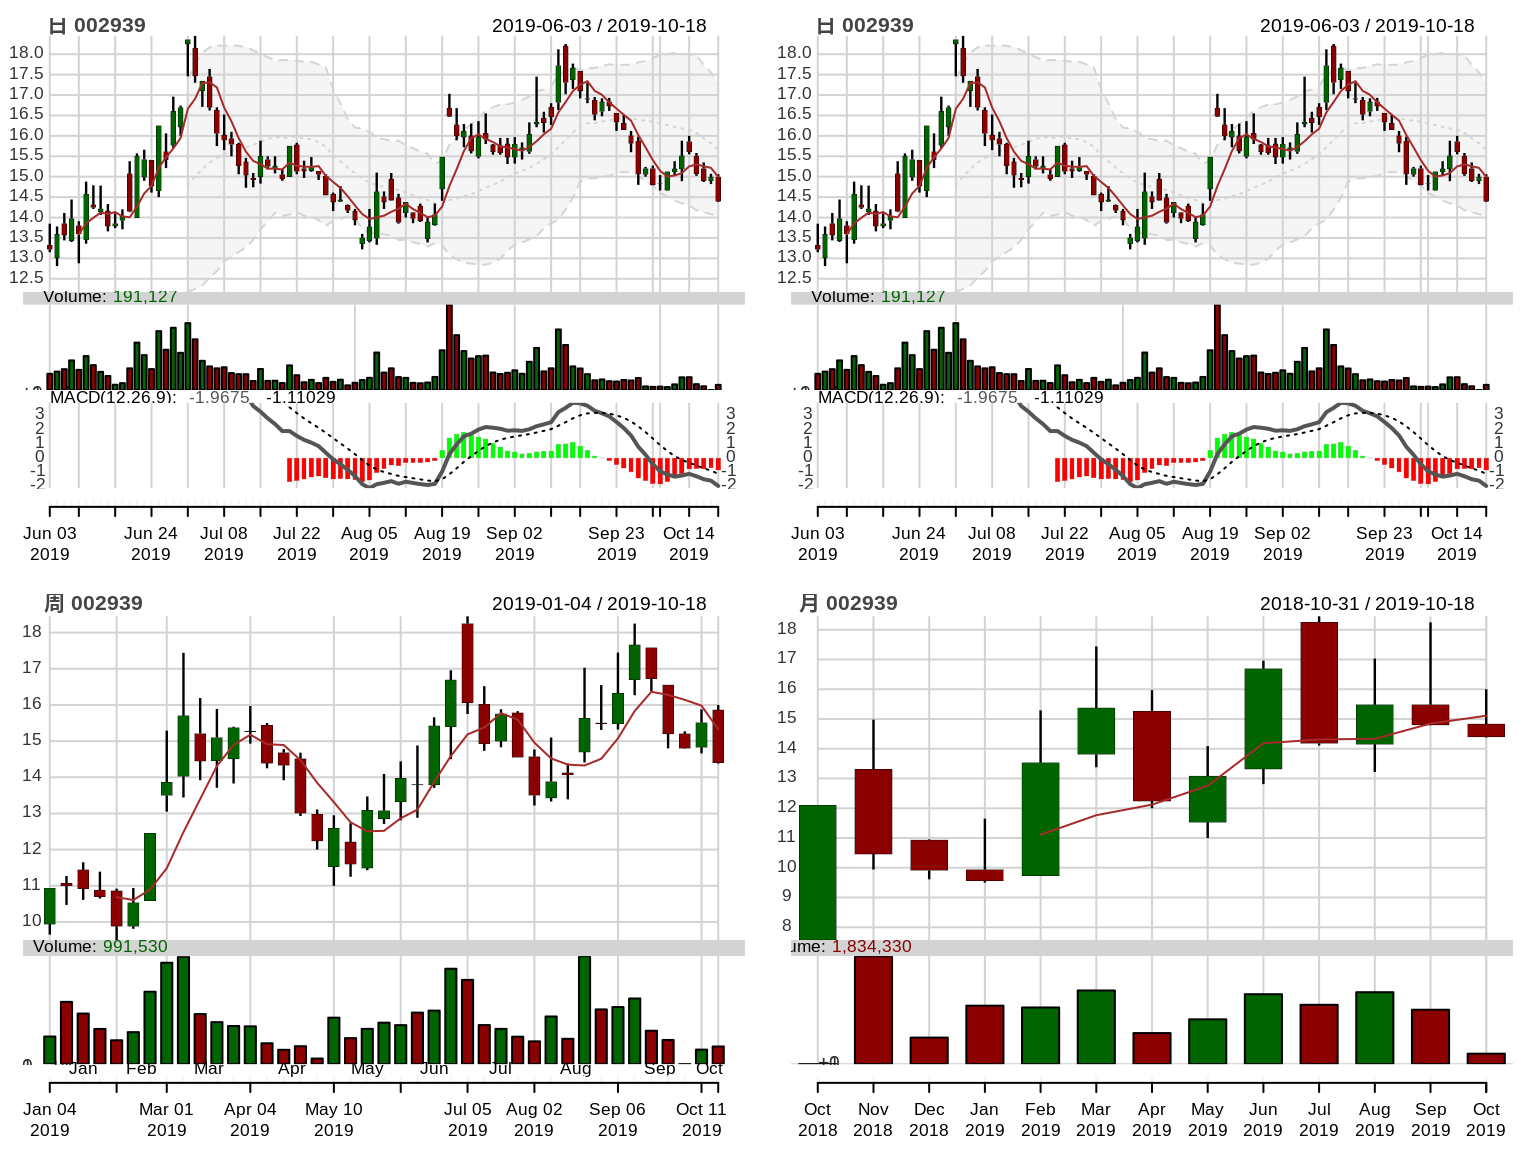 日 002939
2019-06-03 / 2019-10-18
18.0
17.5
17.0
16.5
16.0
15.5
15.0
14.5
14.0
13.5
13.0
12.5
Volume: 191,127
MACD(12,26,9): -1.9675 -1.11029
3 3
2 2
1 1
0 0
-1 -1
-2 -2
Jun 03 Jun 24 Jul 08 Jul 22 Aug 05 Aug 19 Sep 02 Sep 23 Oct 14
2019 2019 2019 2019 2019 2019 2019 2019 2019
日 002939
2019-06-03 / 2019-10-18
18.0
17.5
17.0
16.5
16.0
15.5
15.0
14.5
14.0
13.5
13.0
12.5
Volume: 191,127
MACD(12,26,9): -1.9675 -1.11029
3 3
2 2
1 1
0 0
-1 -1
-2 -2
Jun 03 Jun 24 Jul 08 Jul 22 Aug 05 Aug 19 Sep 02 Sep 23 Oct 14
2019 2019 2019 2019 2019 2019 2019 2019 2019
周 002939
2019-01-04 / 2019-10-18
18
17
16
15
14
13
12
11
10
Volume: 991,530
Jan Feb Mar Apr May Jun Jul Aug Sep Oct
Jan 04 Mar 01 Apr 04 May 10 Jul 05 Aug 02 Sep 06 Oct 11
2019 2019 2019 2019 2019 2019 2019 2019
月 002939
2018-10-31 / 2019-10-18
18
17
16
15
14
13
12
11
10
9
8
ume: 1,834,330
Oct Nov Dec Jan Feb Mar Apr May Jun Jul Aug Sep Oct
2018 2018 2018 2019 2019 2019 2019 2019 2019 2019 2019 2019 2019